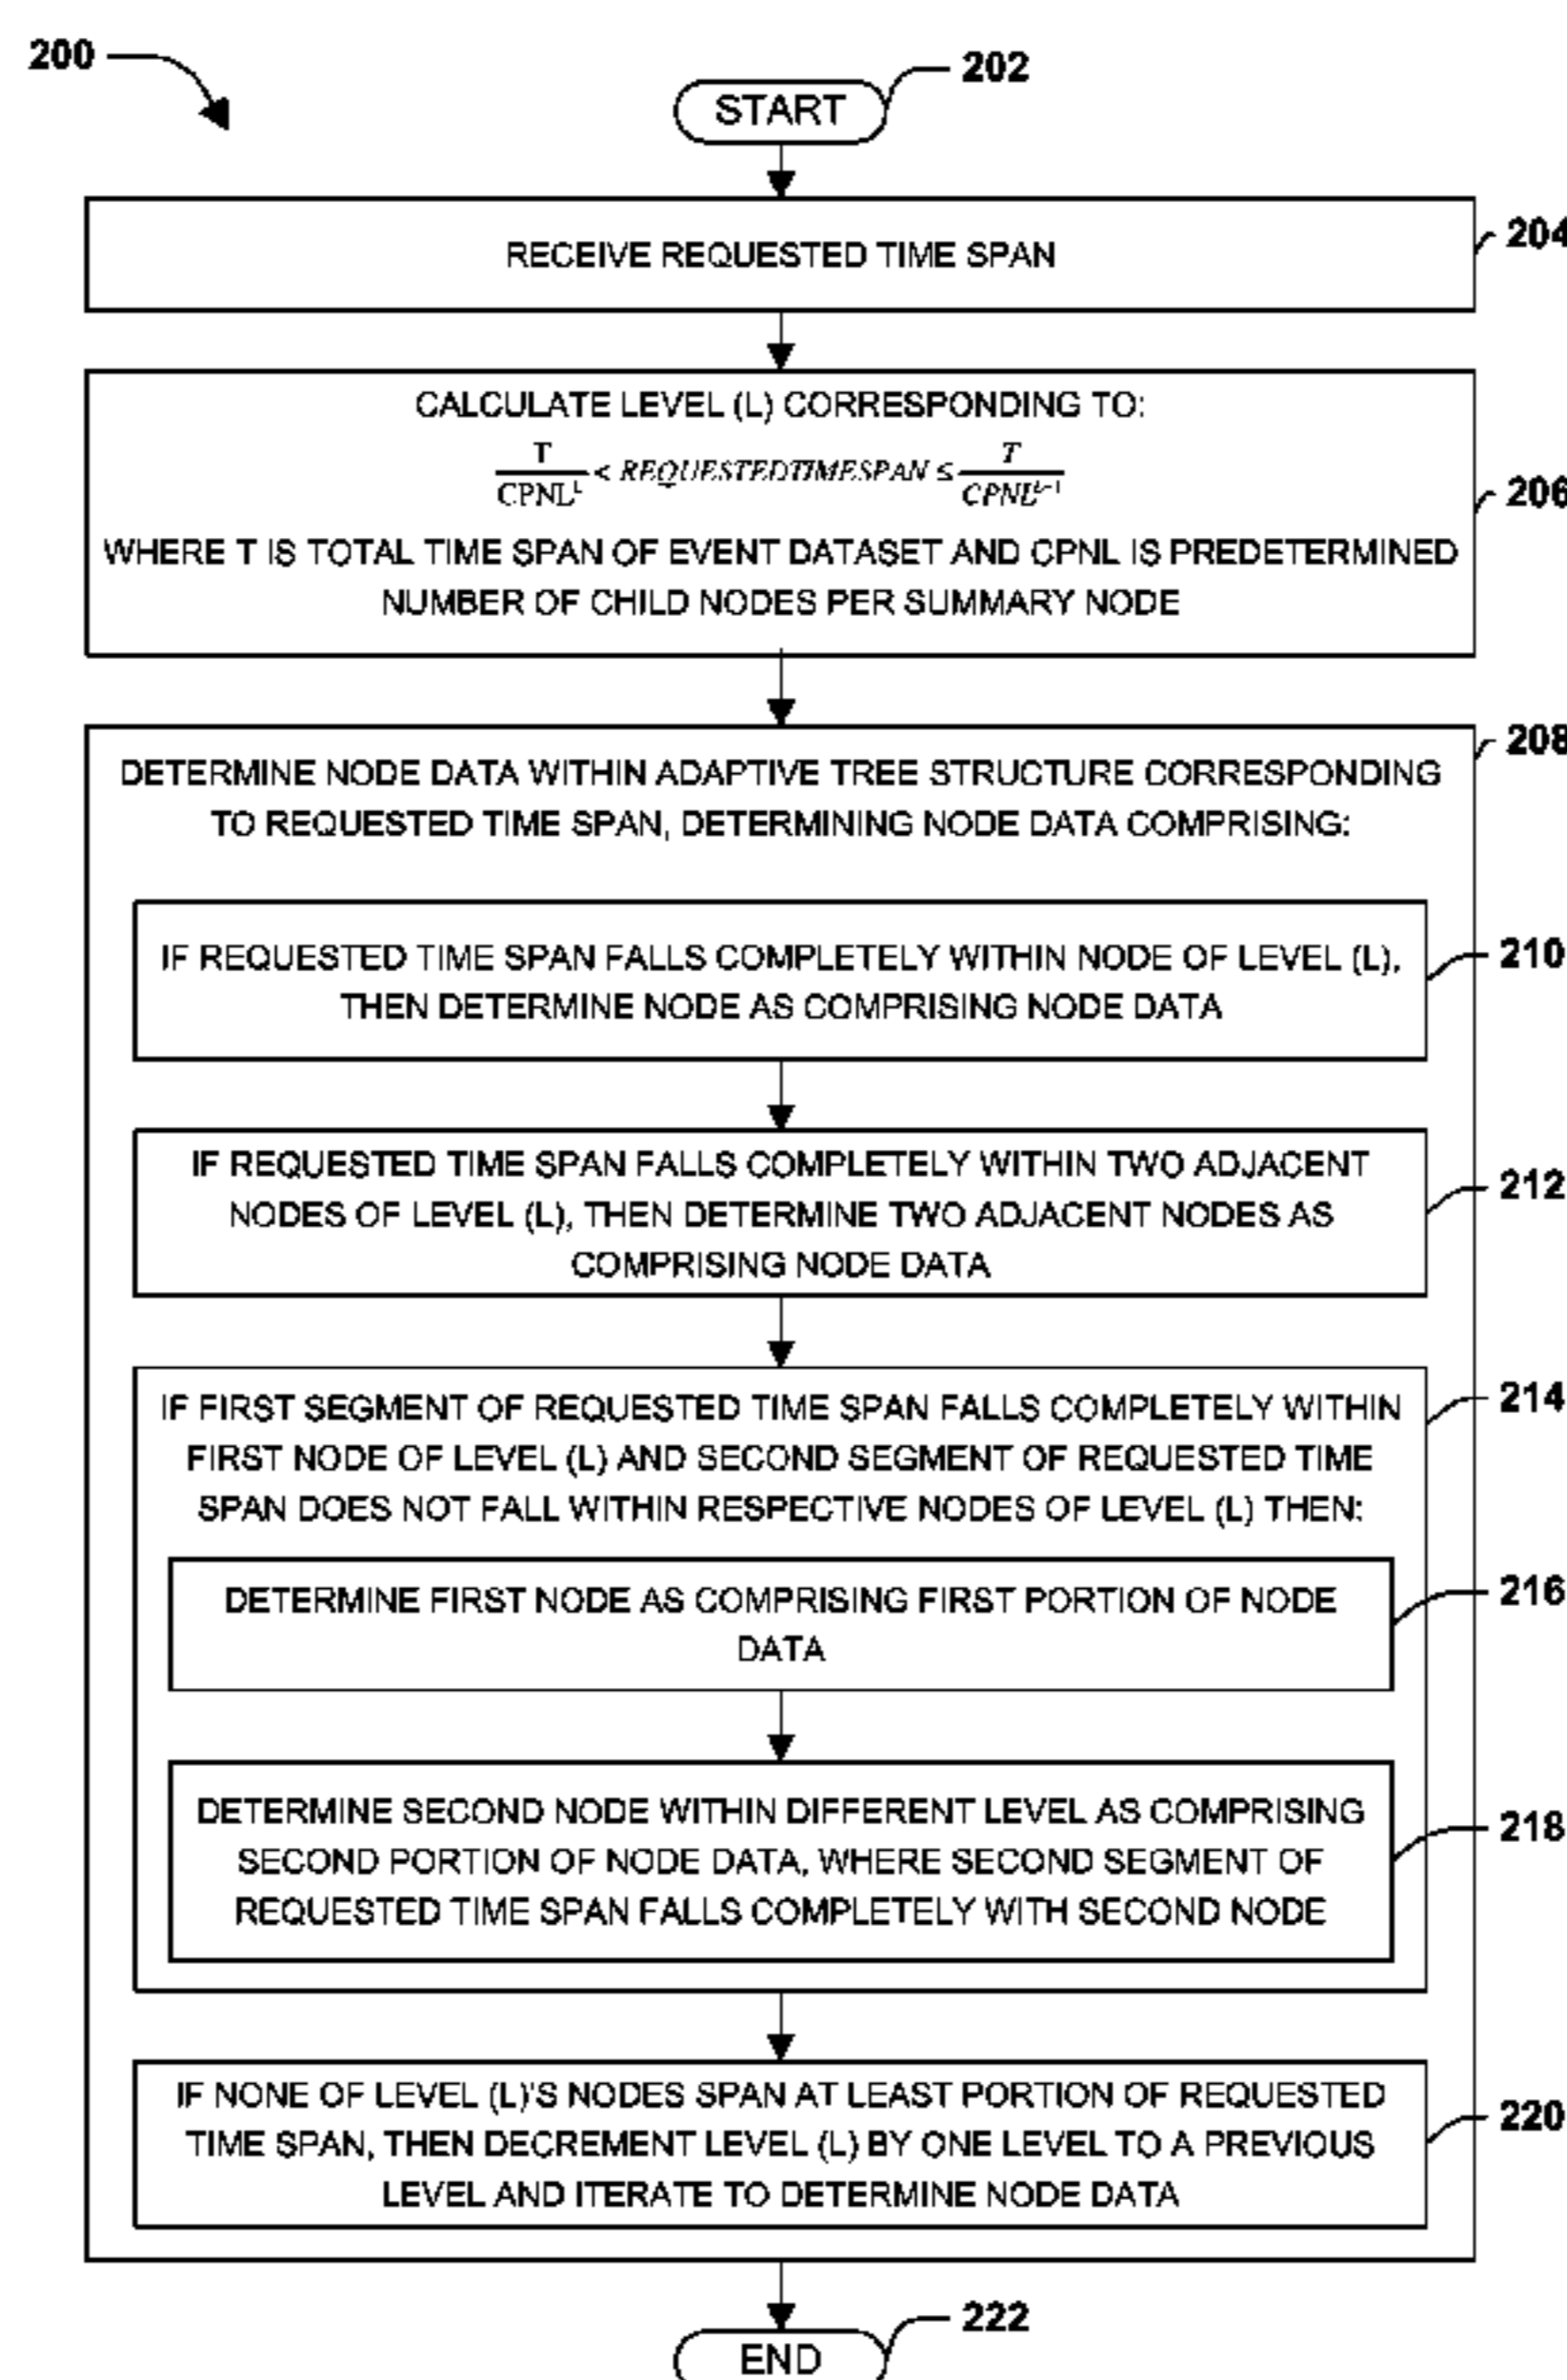 200
START
202
RECEIVE REQUESTED TIME SPAN
204
CALCULATE LEVEL (L) CORRESPONDING TO:
T/CPNL^L < REQUESTEDTIMESPAN ≤ T/CPNL^L-1
206
WHERE T IS TOTAL TIME SPAN OF EVENT DATASET AND CPNL IS PREDETERMINED
NUMBER OF CHILD NODES PER SUMMARY NODE
208
DETERMINE NODE DATA WITHIN ADAPTIVE TREE STRUCTURE CORRESPONDING
TO REQUESTED TIME SPAN, DETERMINING NODE DATA COMPRISING:
IF REQUESTED TIME SPAN FALLS COMPLETELY WITHIN NODE OF LEVEL (L),
THEN DETERMINE NODE AS COMPRISING NODE DATA
210
IF REQUESTED TIME SPAN FALLS COMPLETELY WITHIN TWO ADJACENT
NODES OF LEVEL (L), THEN DETERMINE TWO ADJACENT NODES AS
COMPRISING NODE DATA
212
IF FIRST SEGMENT OF REQUESTED TIME SPAN FALLS COMPLETELY WITHIN
FIRST NODE OF LEVEL (L) AND SECOND SEGMENT OF REQUESTED TIME
SPAN DOES NOT FALL WITHIN RESPECTIVE NODES OF LEVEL (L) THEN:
214
DETERMINE FIRST NODE AS COMPRISING FIRST PORTION OF NODE
DATA
216
DETERMINE SECOND NODE WITHIN DIFFERENT LEVEL AS COMPRISING
SECOND PORTION OF NODE DATA, WHERE SECOND SEGMENT OF
REQUESTED TIME SPAN FALLS COMPLETELY WITH SECOND NODE
218
IF NONE OF LEVEL (L)'S NODES SPAN AT LEAST PORTION OF REQUESTED
TIME SPAN, THEN DECREMENT LEVEL (L) BY ONE LEVEL TO A PREVIOUS
LEVEL AND ITERATE TO DETERMINE NODE DATA
220
222
END